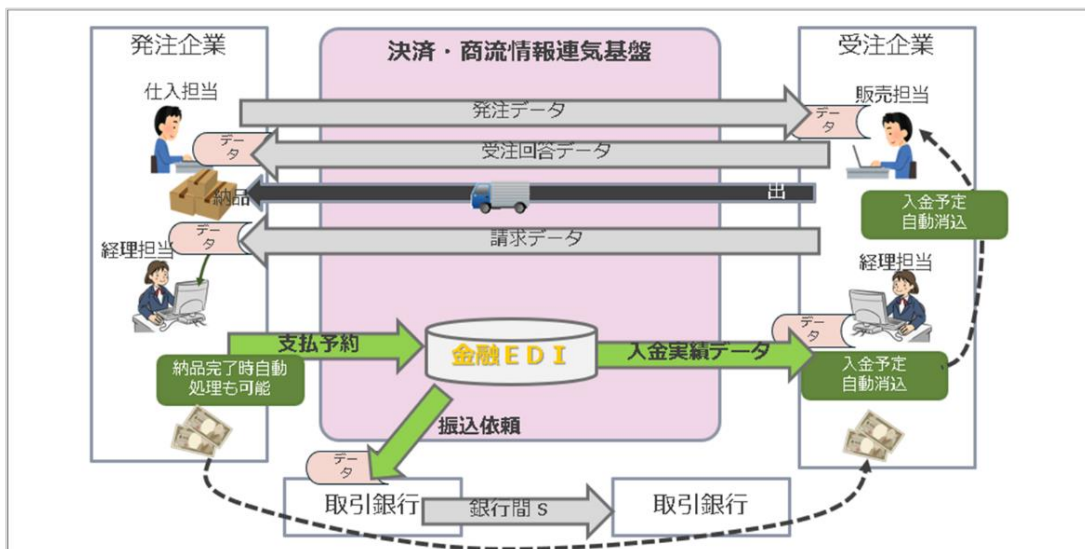 発注企業
決済・商流情報連気基盤
受注企業
仕入担当
発注データ
販売担当
デー
タ
データ
タ
受注回答データ
納品
出
入金予定
自動消込
データ
タ
請求データ
経理担当
経理担当
支払予約
金融EDI
入金実績データ
データ
タ
納品完了時自動
処理も可能
入金予定
自動消込
振込依頼
デー
タ
取引銀行
銀行間s
取引銀行